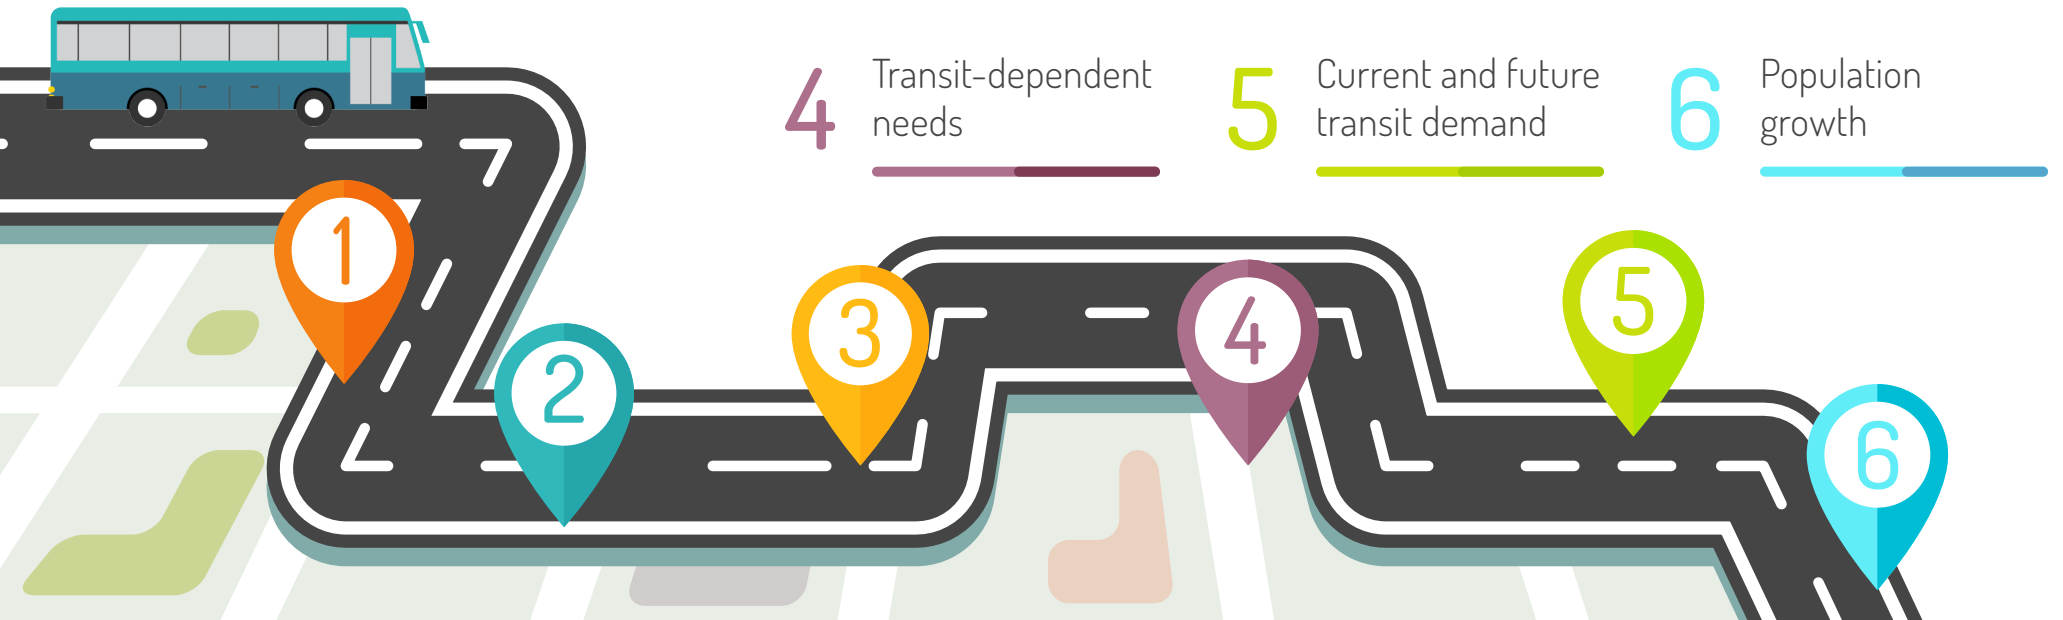 4
Transit-dependent
needs
5
Current and future
transit demand
6
Population
growth
1
2
3
4
5
6